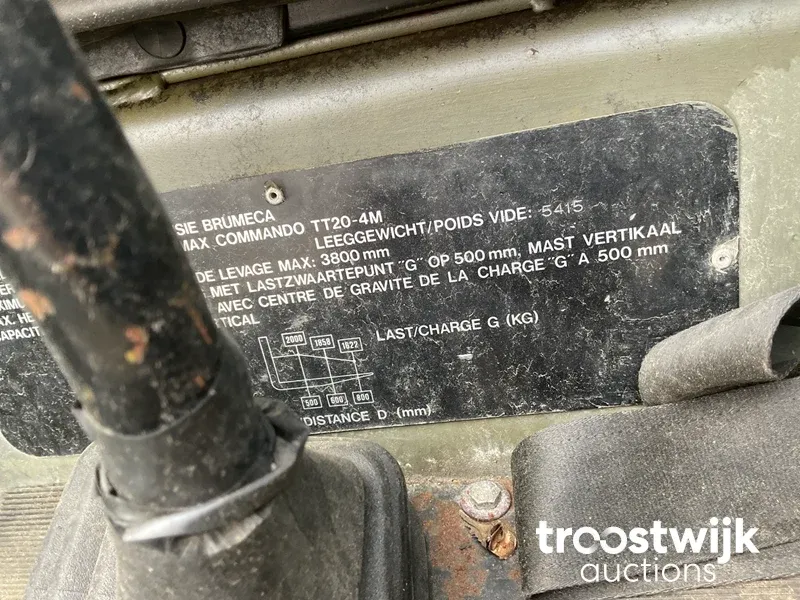 SIE BRUMECA
MAX COMMANDO TT20-4M
LEEGGEWICHT/POIDS VIDE: 5415
DE LEVAGE MAX: 3800 mm
MET LASTZWAARTEPUNT "G" OP 500 mm, MAST VERTIKAAL
AVEC CENTRE DE GRAVITE DE LA CHARGE "G" A 500 mm
TICAL
LAST/CHARGE G (KG)
2000 1858 1622
500 600 800
DISTANCE D (mm)
troostwijk
auctions